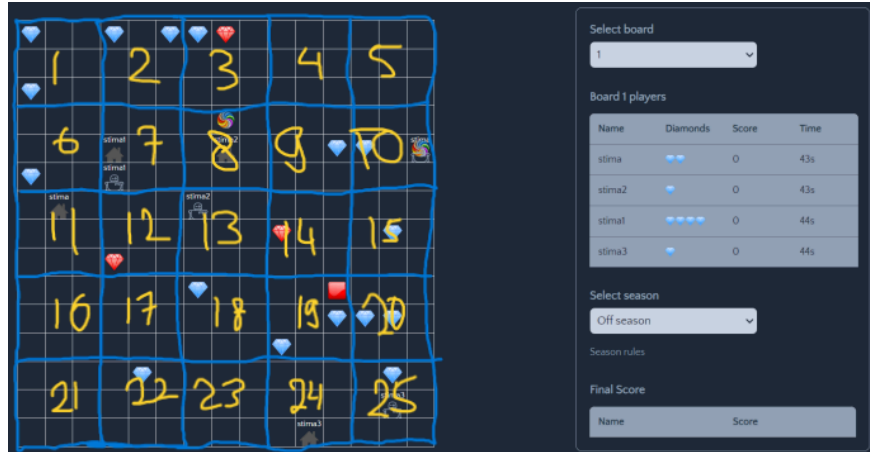 1 2 3 4 5
6 7 8 9 10
stima1 stima2 stima
stima1
stima stima2
11 12 13 14 15
16 17 18 19 20
21 22 23 24 25
stima3
stima3
Select board
1
Board 1 players
Name Diamonds Score Time
stima 0 43s
stima2 0 43s
stima1 0 44s
stima3 0 44s
Select season
Off season
Season rules
Final Score
Name Score